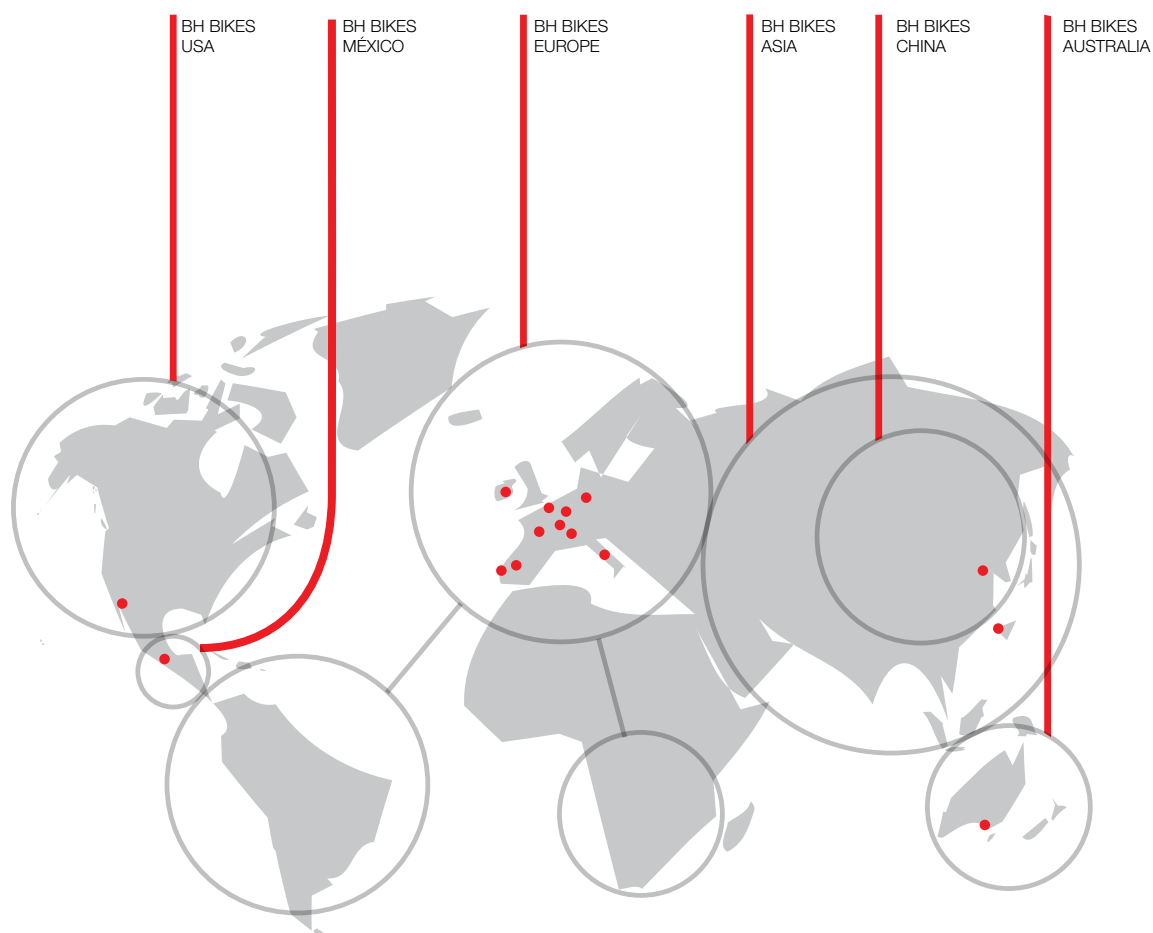 BH BIKES
USA
BH BIKES
MÉXICO
BH BIKES
EUROPE
BH BIKES
ASIA
BH BIKES
CHINA
BH BIKES
AUSTRALIA